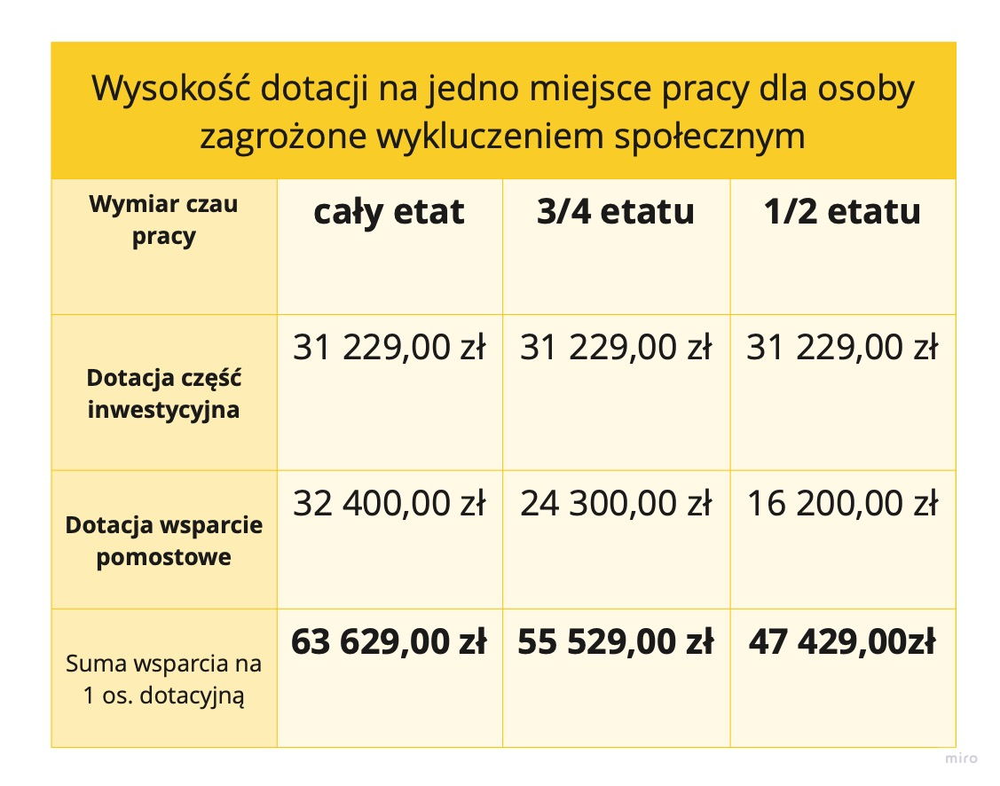 Wysokość dotacji na jedno miejsce pracy dla osoby
zagrożone wykluczeniem społecznym
Wymiar czau
pracy
cały etat
3/4 etatu
1/2 etatu
Dotacja część
inwestycyjna
31 229,00 zł
31 229,00 zł
31 229,00 zł
Dotacja wsparcie
pomostowe
32 400,00 zł
24 300,00 zł
16 200,00 zł
Suma wsparcia na
1 os. dotacyjną
63 629,00 zł
55 529,00 zł
47 429,00zł
miro